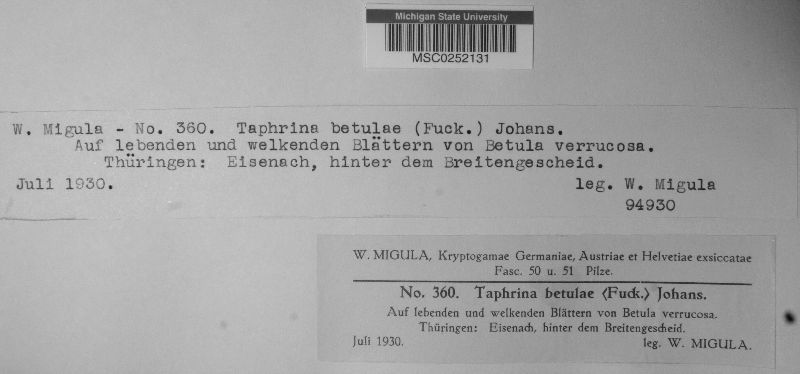 Michigan State University
MSC0252131
W. Migula - No. 360. Taphrina betulae (Fuck.) Johans.
Auf lebenden und welkenden Blättern von Betula verrucosa.
Thüringen: Eisenach, hinter dem Breitengescheid.
Juli 1930. leg. W. Migula
94930
W. MIGULA, Kryptogamae Germaniae, Austriae et Helvetiae exsiccatae
Fasc. 50 u. 51 Pilze.
No. 360. Taphrina betulae (Fuck.) Johans.
Auf lebenden und welkenden Blättern von Betula verrucosa.
Thüringen: Eisenach, hinter dem Breitengescheid.
Juli 1930. leg. W. MIGULA.